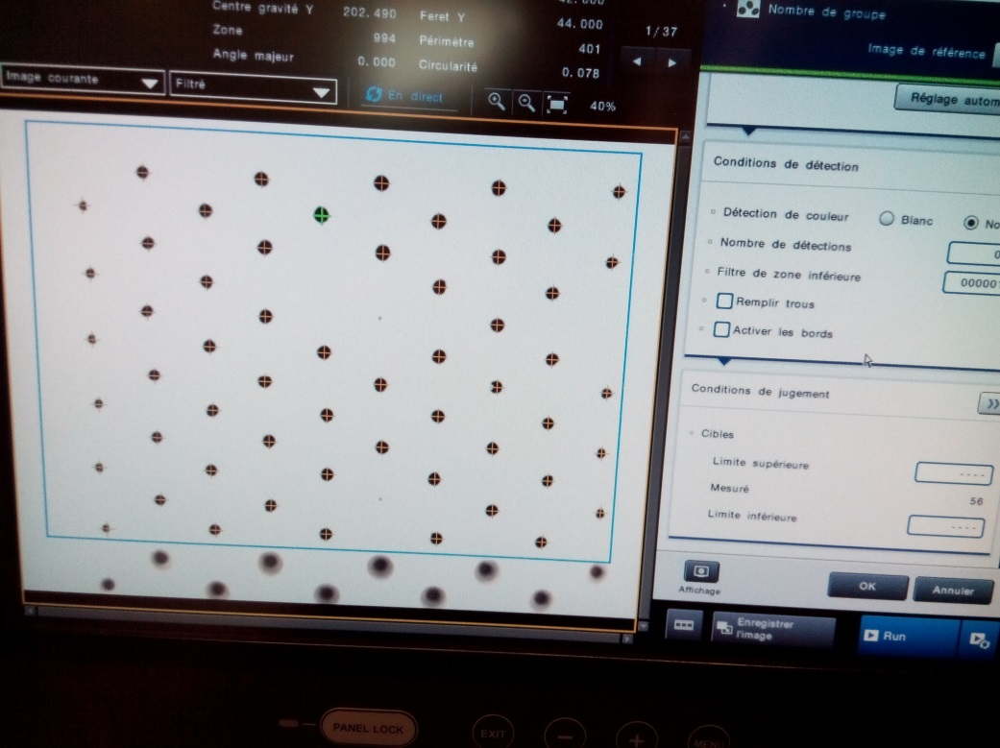 Centre gravité Y 202.490
Zone 994
Angle majeur 0.000
Feret Y 44.000
Périmètre 401
Circularité 0.078
1/37
Nombre de groupe
Image de référence
Image courante
Filtré
En direct
40%
Réglage autom
Conditions de détection
Détection de couleur Blanc No
Nombre de détections 0
Filtre de zone inférieure 00000
Remplir trous
Activer les bords
Conditions de jugement
Cibles
Limite supérieure ----
Mesuré 56
Limite inférieure ----
Affichage
OK
Annuler
Enregistrer
l'image
Run
PANEL LOCK
EXIT
MENU